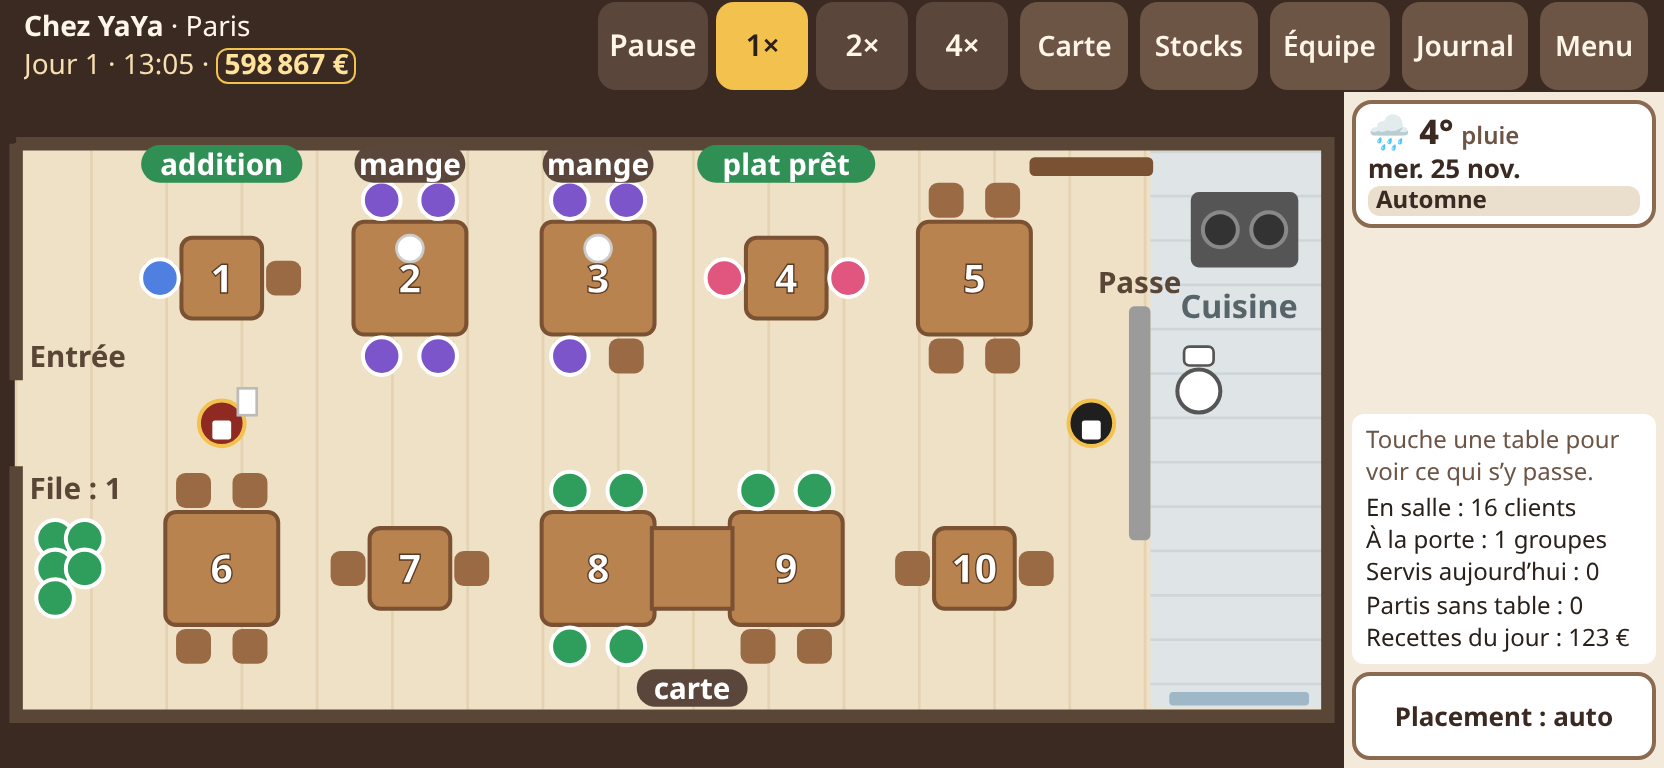 Chez YaYa · Paris
Jour 1 · 13:05 · 598 867 €
Pause
1×
2×
4×
Carte
Stocks
Équipe
Journal
Menu
addition
mange
mange
plat prêt
1
2
3
4
5
Passe
Cuisine
Entrée
File : 1
6
7
8
9
10
carte
4° pluie
mer. 25 nov.
Automne
Touche une table pour
voir ce qui s’y passe.
En salle : 16 clients
À la porte : 1 groupes
Servis aujourd’hui : 0
Partis sans table : 0
Recettes du jour : 123 €
Placement : auto